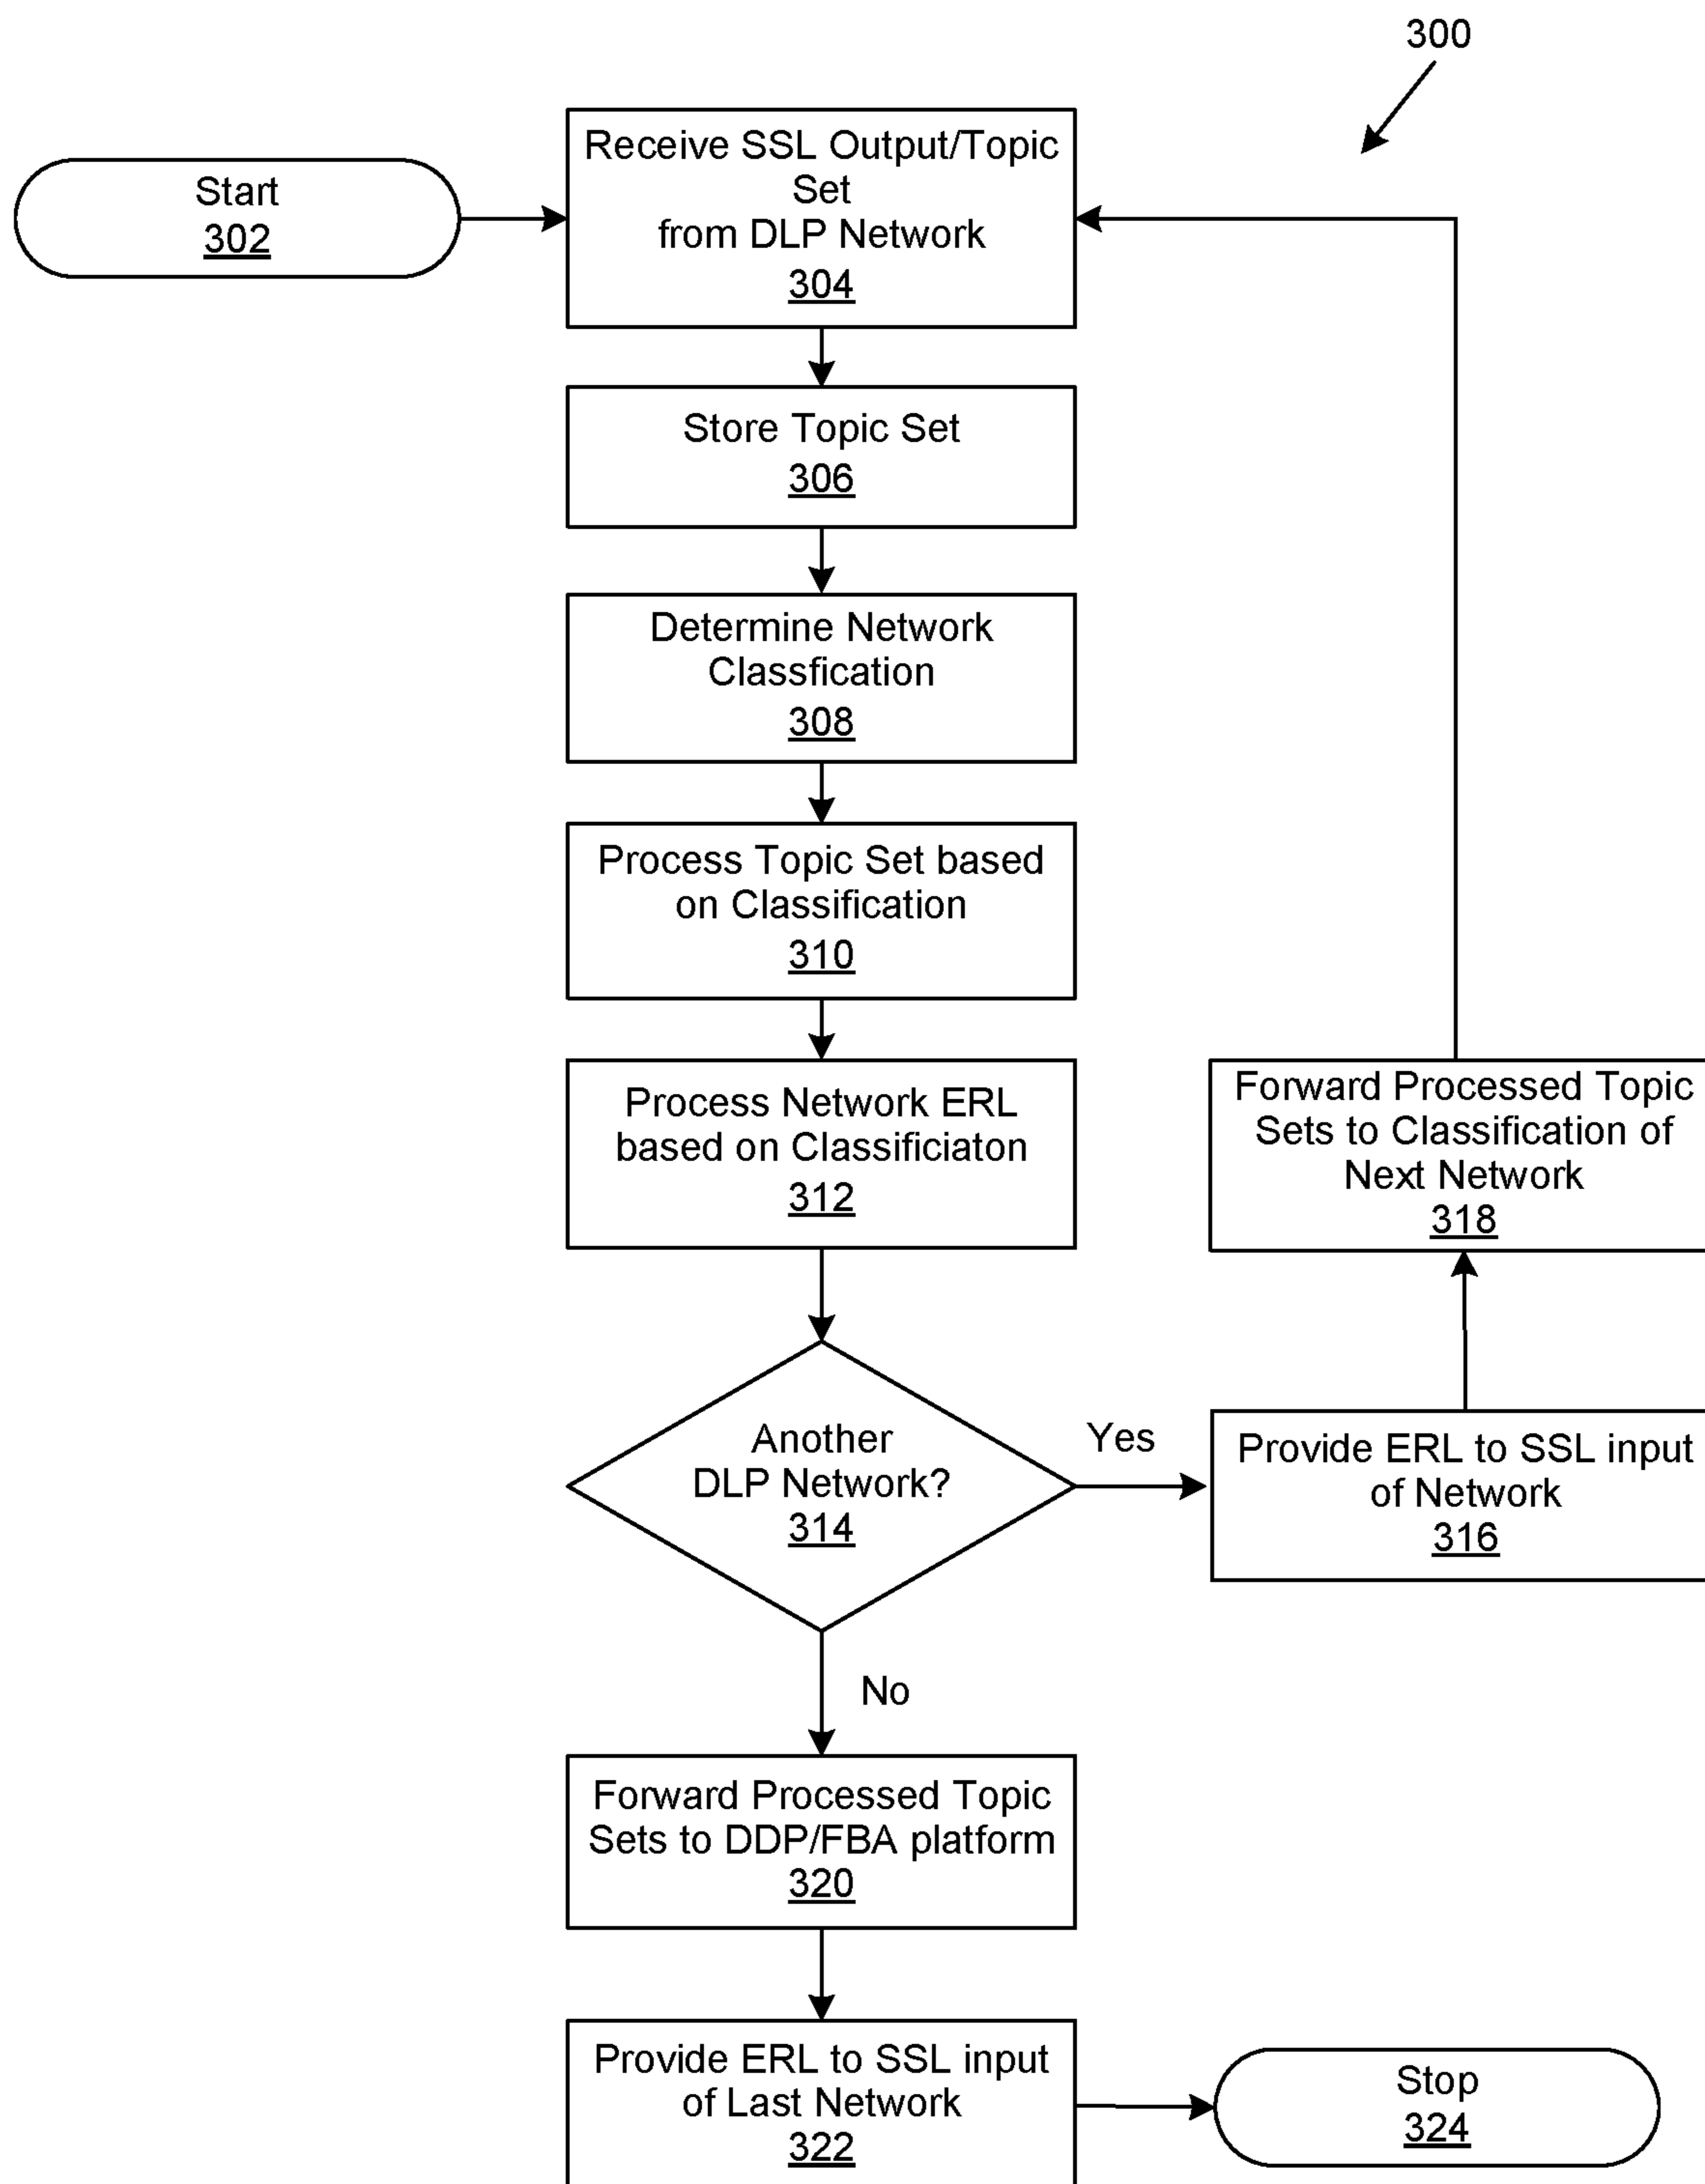 300
Start
302
Receive SSL Output/Topic
Set
from DLP Network
304
Store Topic Set
306
Determine Network
Classfication
308
Process Topic Set based
on Classification
310
Process Network ERL
based on Classificiaton
312
Another
DLP Network?
314
Yes
Provide ERL to SSL input
of Network
316
Forward Processed Topic
Sets to Classification of
Next Network
318
No
Forward Processed Topic
Sets to DDP/FBA platform
320
Provide ERL to SSL input
of Last Network
322
Stop
324